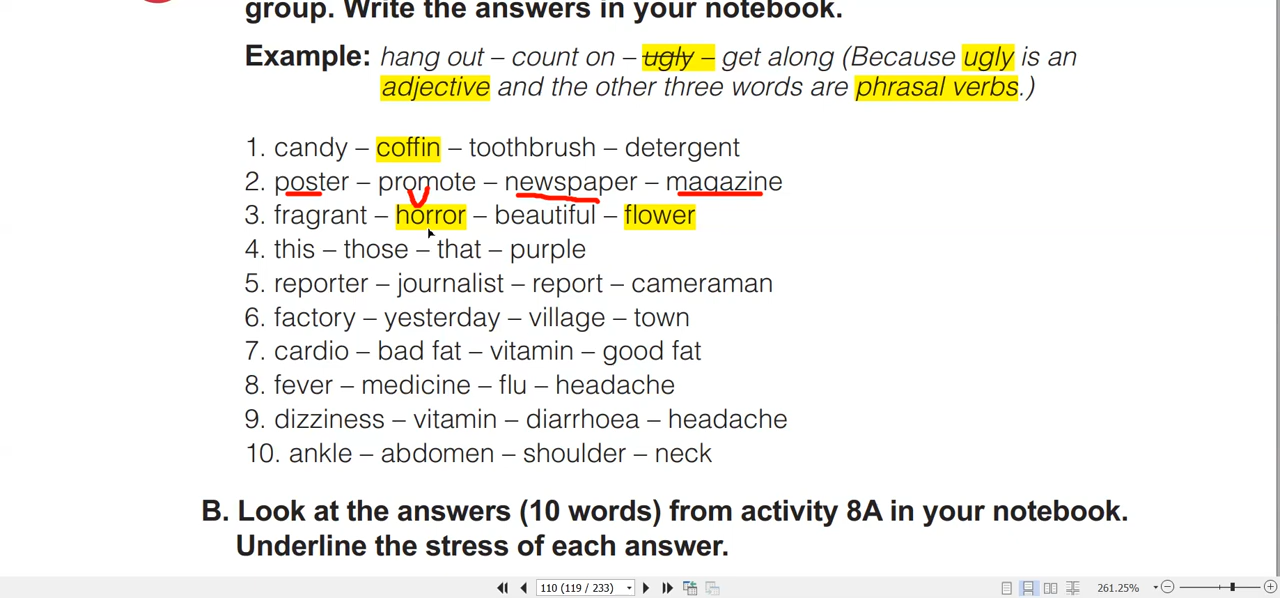 group. Write the answers in your notebook.
Example: hang out – count on – ugly – get along (Because ugly is an
adjective and the other three words are phrasal verbs.)
1. candy – coffin – toothbrush – detergent
2. poster – promote – newspaper – magazine
3. fragrant – horror – beautiful – flower
4. this – those – that – purple
5. reporter – journalist – report – cameraman
6. factory – yesterday – village – town
7. cardio – bad fat – vitamin – good fat
8. fever – medicine – flu – headache
9. dizziness – vitamin – diarrhoea – headache
10. ankle – abdomen – shoulder – neck
B. Look at the answers (10 words) from activity 8A in your notebook.
Underline the stress of each answer.
110 (119 / 233)
261.25%